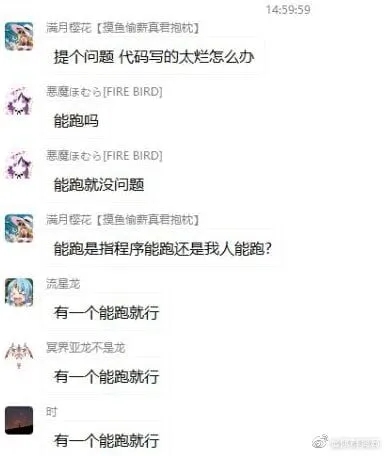 14:59:59
满月樱花【摸鱼偷薪真君抱枕】
提个问题 代码写的太烂怎么办
悪魔ほむら[FIRE BIRD]
能跑吗
悪魔ほむら[FIRE BIRD]
能跑就没问题
满月樱花【摸鱼偷薪真君抱枕】
能跑是指程序能跑还是我人能跑?
流星龙
有一个能跑就行
冥界亚龙不是龙
有一个能跑就行
时
有一个能跑就行